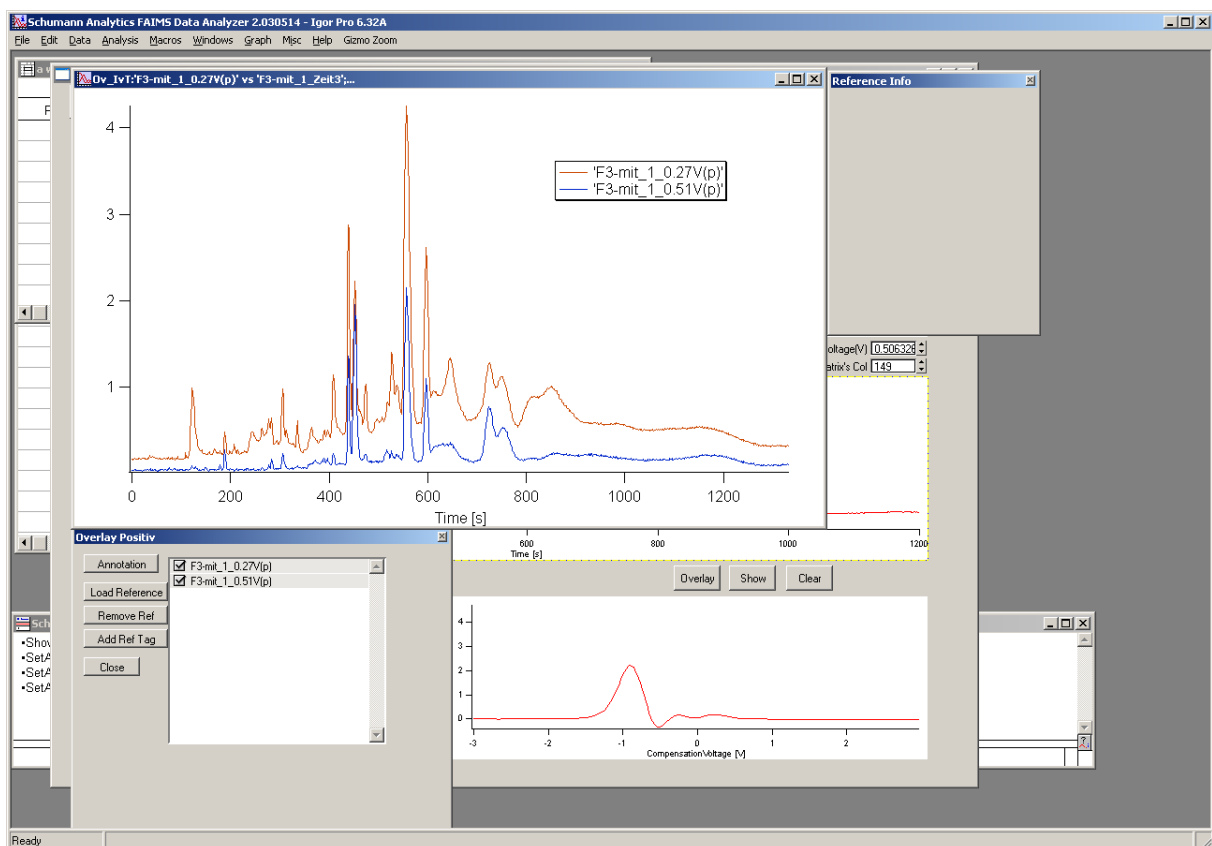 Schumann Analytics FAIMS Data Analyzer 2.030514 - Igor Pro 6.32A
File Edit Data Analysis Macros Windows Graph Misc Help Gizmo Zoom
Dv_IvT:'F3-mit_1_0.27V(p)' vs 'F3-mit_1_Zeit3';...
Reference Info
4
3
2
1
'F3-mit_1_0.27V(p)'
'F3-mit_1_0.51V(p)'
0 200 400 600 800 1000 1200
Time [s]
oltage(V) 0.506328
atrix's Col 149
Overlay Positiv
Annotation
Load Reference
Remove Ref
Add Ref Tag
Close
F3-mit_1_0.27V(p)
F3-mit_1_0.51V(p)
600 800 1000 1200
Time [s]
Overlay Show Clear
4
3
2
1
0
-3 -2 -1 0 1 2
CompensationVoltage [V]
Sch
•Shov
•SetA
•SetA
•SetA
Ready